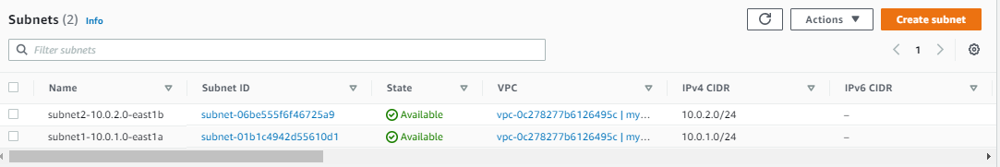 Subnets (2) Info
Actions
Create subnet
Filter subnets
1
Name Subnet ID State VPC IPv4 CIDR IPv6 CIDR
subnet2-10.0.2.0-east1b subnet-06be555f6f46725a9 Available vpc-0c278277b6126495c | my... 10.0.2.0/24 –
subnet1-10.0.1.0-east1a subnet-01b1c4942d55610d1 Available vpc-0c278277b6126495c | my... 10.0.1.0/24 –